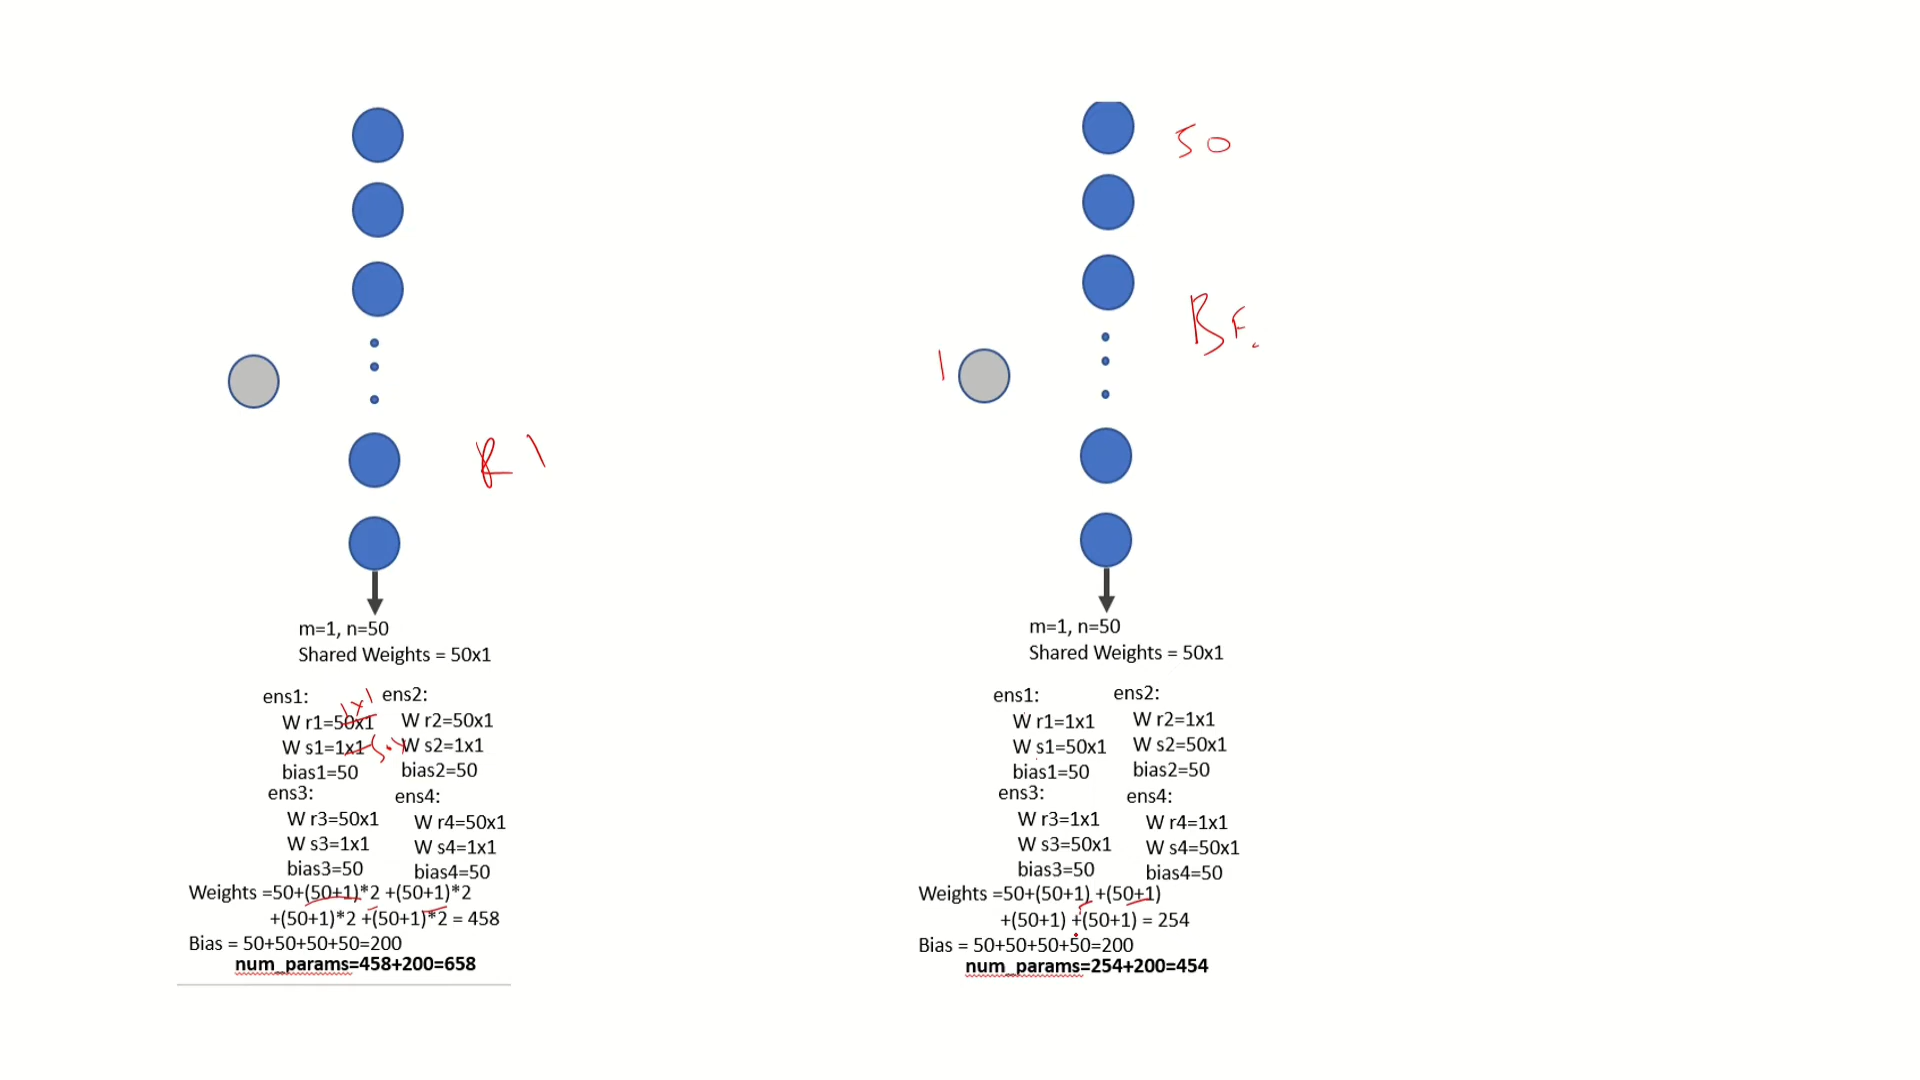 R 1
m=1, n=50
Shared Weights = 50x1
ens1:
1x1
W r1=50x1
W s1=1x1
bias1=50
ens2:
W r2=50x1
W s2=1x1
bias2=50
ens3:
W r3=50x1
W s3=1x1
bias3=50
ens4:
W r4=50x1
W s4=1x1
bias4=50
Weights =50+(50+1)*2 +(50+1)*2
+(50+1)*2 +(50+1)*2 = 458
Bias = 50+50+50+50=200
num_params=458+200=658
50
BF.
1
m=1, n=50
Shared Weights = 50x1
ens1:
W r1=1x1
W s1=50x1
bias1=50
ens2:
W r2=1x1
W s2=50x1
bias2=50
ens3:
W r3=1x1
W s3=50x1
bias3=50
ens4:
W r4=1x1
W s4=50x1
bias4=50
Weights =50+(50+1) +(50+1)
+(50+1) +(50+1) = 254
Bias = 50+50+50+50=200
num_params=254+200=454